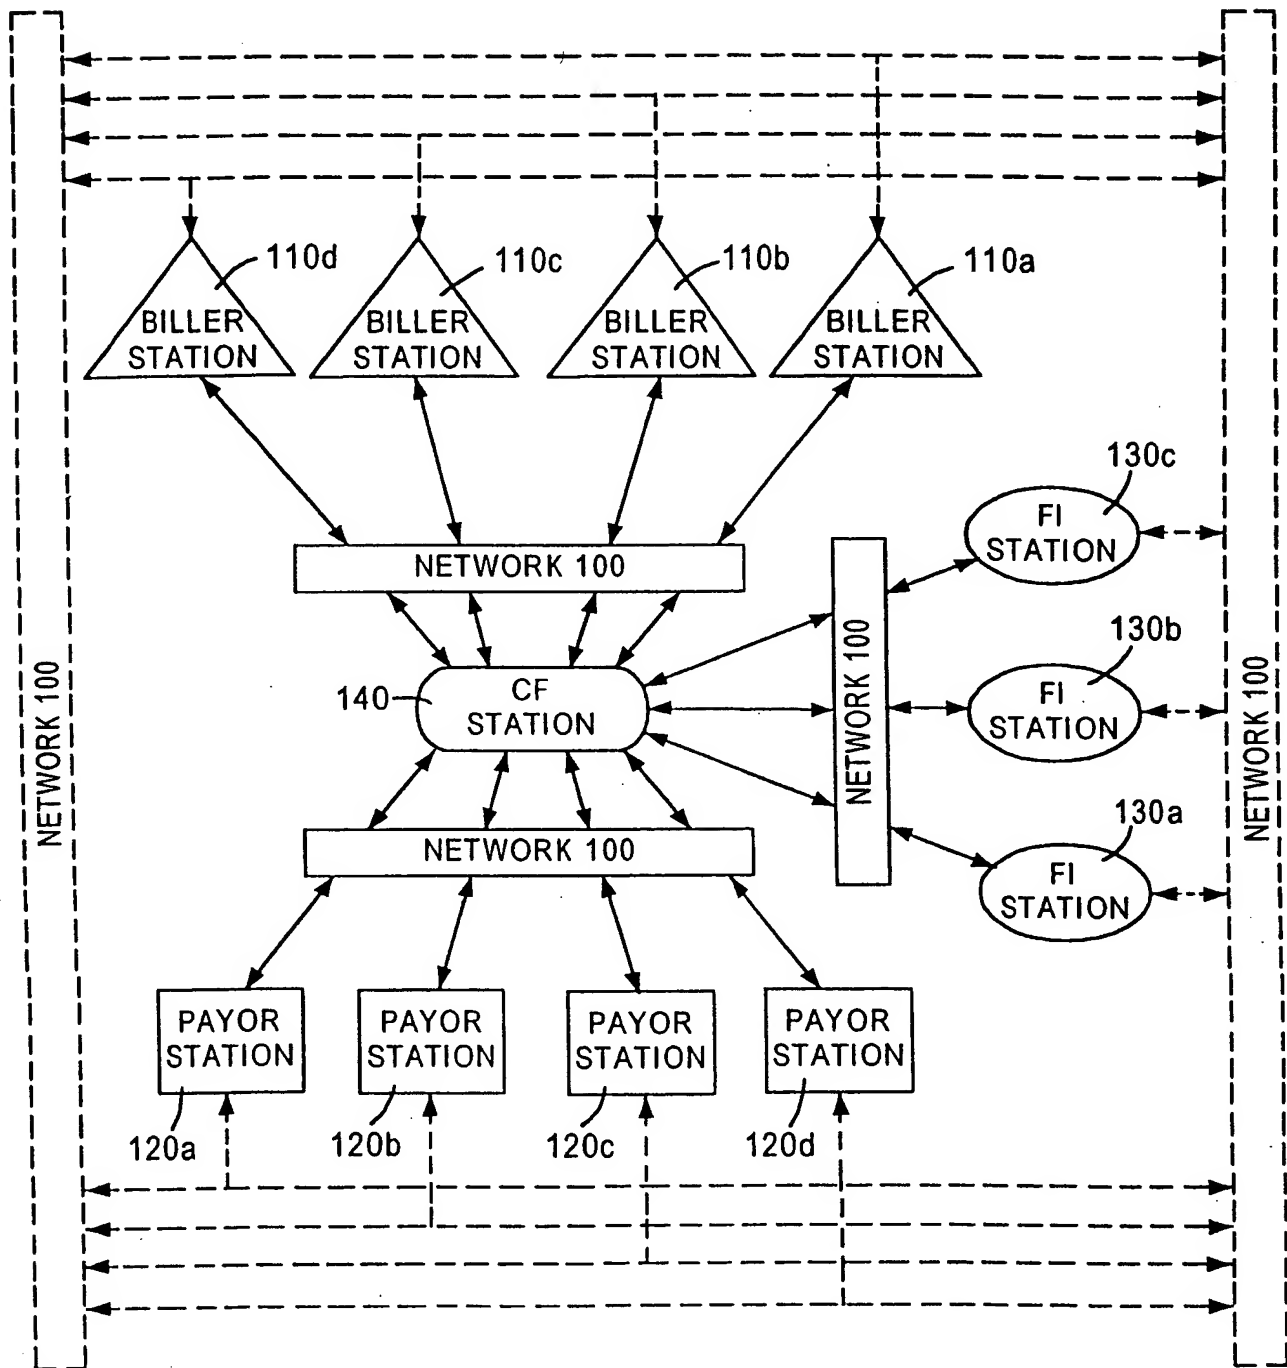 110d
110c
110b
110a
BILLER
STATION
BILLER
STATION
BILLER
STATION
BILLER
STATION
130c
FI
STATION
NETWORK 100
130b
FI
STATION
NETWORK 100
140
CF
STATION
NETWORK 100
NETWORK 100
NETWORK 100
130a
FI
STATION
NETWORK 100
PAYOR
STATION
PAYOR
STATION
PAYOR
STATION
PAYOR
STATION
120a
120b
120c
120d